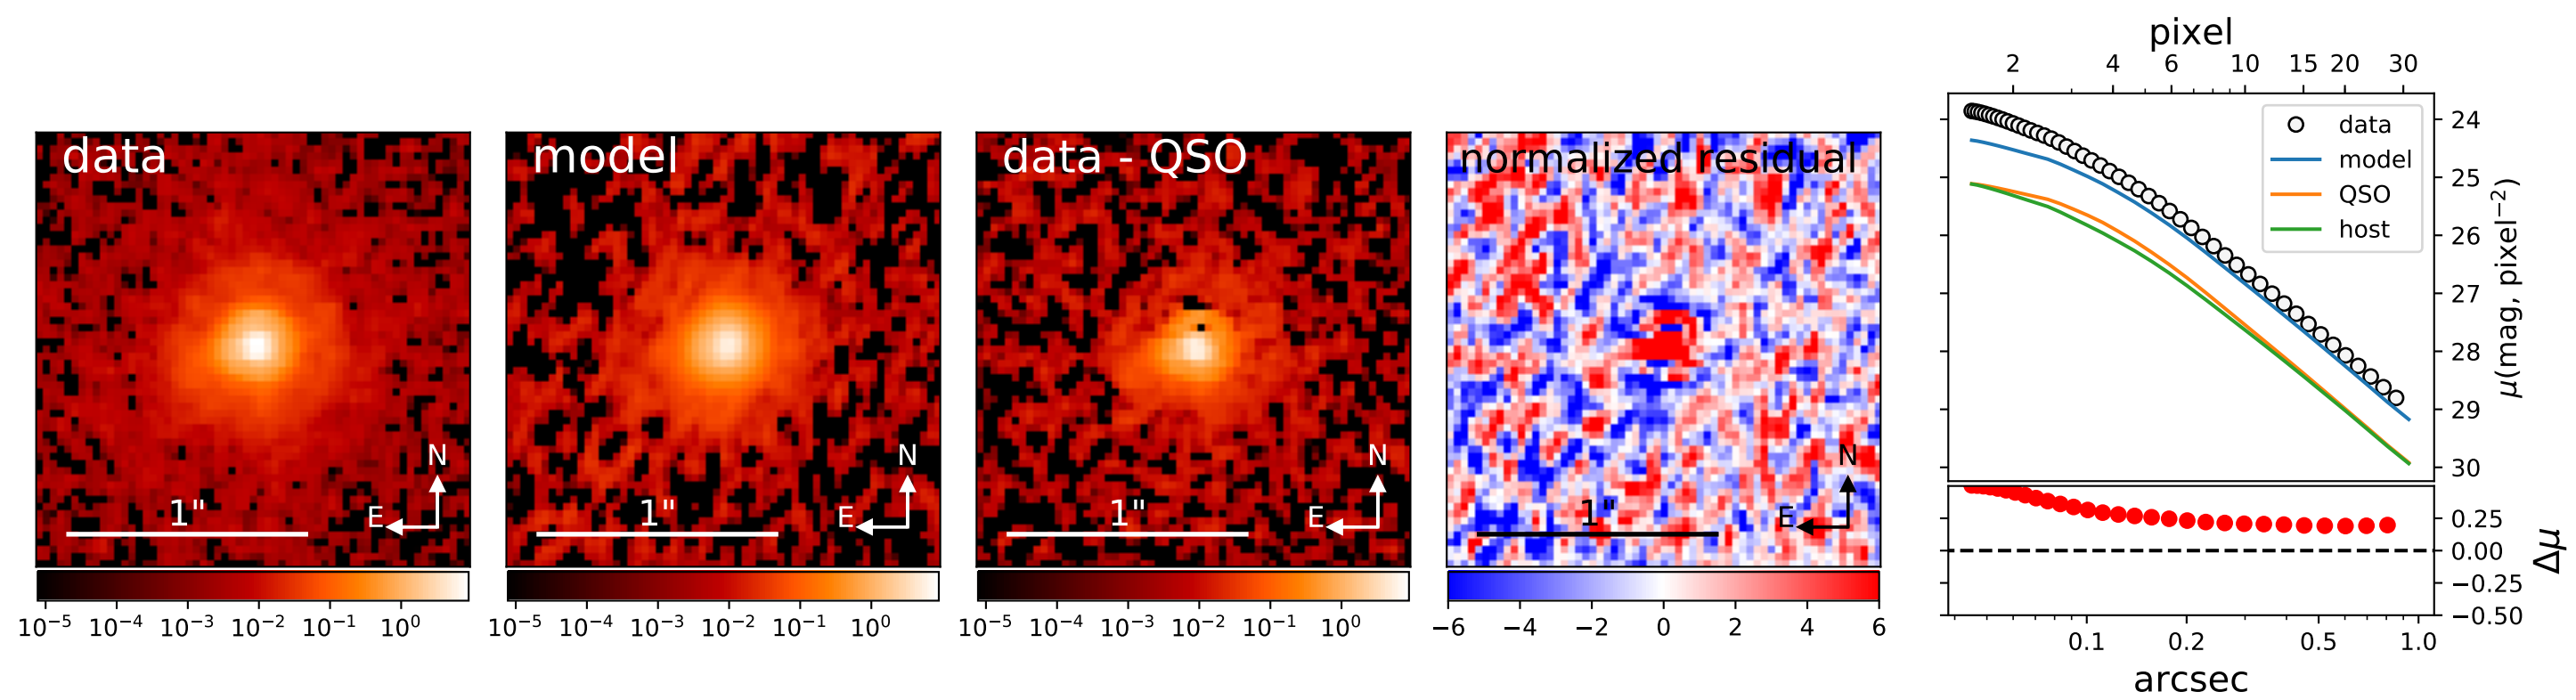 data
N
E
1"
10⁻⁵ 10⁻⁴ 10⁻³ 10⁻² 10⁻¹ 10⁰
model
N
E
1"
10⁻⁵ 10⁻⁴ 10⁻³ 10⁻² 10⁻¹ 10⁰
data - QSO
N
E
1"
10⁻⁵ 10⁻⁴ 10⁻³ 10⁻² 10⁻¹ 10⁰
normalized residual
N
E
1"
−6 −4 −2 0 2 4 6
pixel
2 4 6 10 15 20 30
data
model
QSO
host
24
25
26
27
28
29
30
μ(mag, pixel⁻²)
0.25
0.00
−0.25
−0.50
Δμ
0.1 0.2 0.5 1.0
arcsec